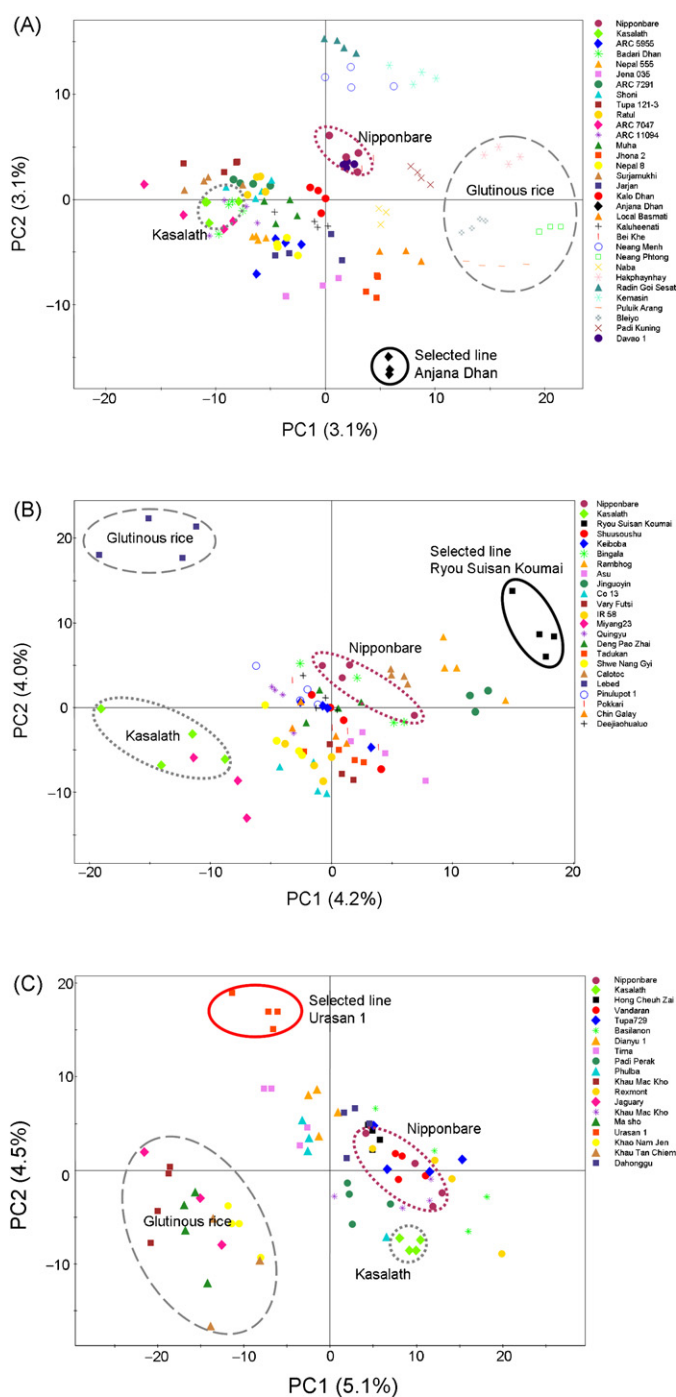 (A)
PC2 (3.1%)
10
0
−10
−20
−10
0
10
20
PC1 (3.1%)
Nipponbare
Kasalath
Glutinous rice
Selected line
Anjana Dhan
Nipponbare
Kasalath
ARC 5955
Badari Dhan
Nepal 555
Jena 035
ARC 7291
Shoni
Tupa 121-3
Ratul
ARC 7047
ARC 11094
Muha
Jhona 2
Nepal 8
Surjamukhi
Jarjan
Kalo Dhan
Anjana Dhan
Local Basmati
Kaluheenati
Bei Khe
Neang Menh
Neang Phtong
Naba
Hakphaynhay
Radin Goi Sesat
Kemasin
Puluik Arang
Bleiyo
Padi Kuning
Davao 1
(B)
PC2 (4.0%)
20
10
0
−10
−20
−10
0
10
20
PC1 (4.2%)
Glutinous rice
Selected line
Ryou Suisan Koumai
Nipponbare
Kasalath
Nipponbare
Kasalath
Ryou Suisan Koumai
Shuusoushu
Keiboba
Bingala
Rambhog
Asu
Jinguoyin
Co 13
Vary Futsi
IR 58
Miyang23
Qingyu
Deng Pao Zhai
Tadukan
Shwe Nang Gyi
Calotoc
Lebed
Pinulupot 1
Pokkari
Chin Galay
Deejiaohualuo
(C)
PC2 (4.5%)
20
10
0
−10
−20
−10
0
10
20
30
PC1 (5.1%)
Selected line
Urasan 1
Nipponbare
Glutinous rice
Kasalath
Nipponbare
Kasalath
Hong Cheuh Zai
Vandaran
Tupa729
Basilanon
Dianyu 1
Tima
Padi Perak
Phulba
Khau Mac Kho
Rexmont
Jaguary
Khau Mac Kho
Ma sho
Urasan 1
Khao Nam Jen
Khau Tan Chiem
Dahonggu